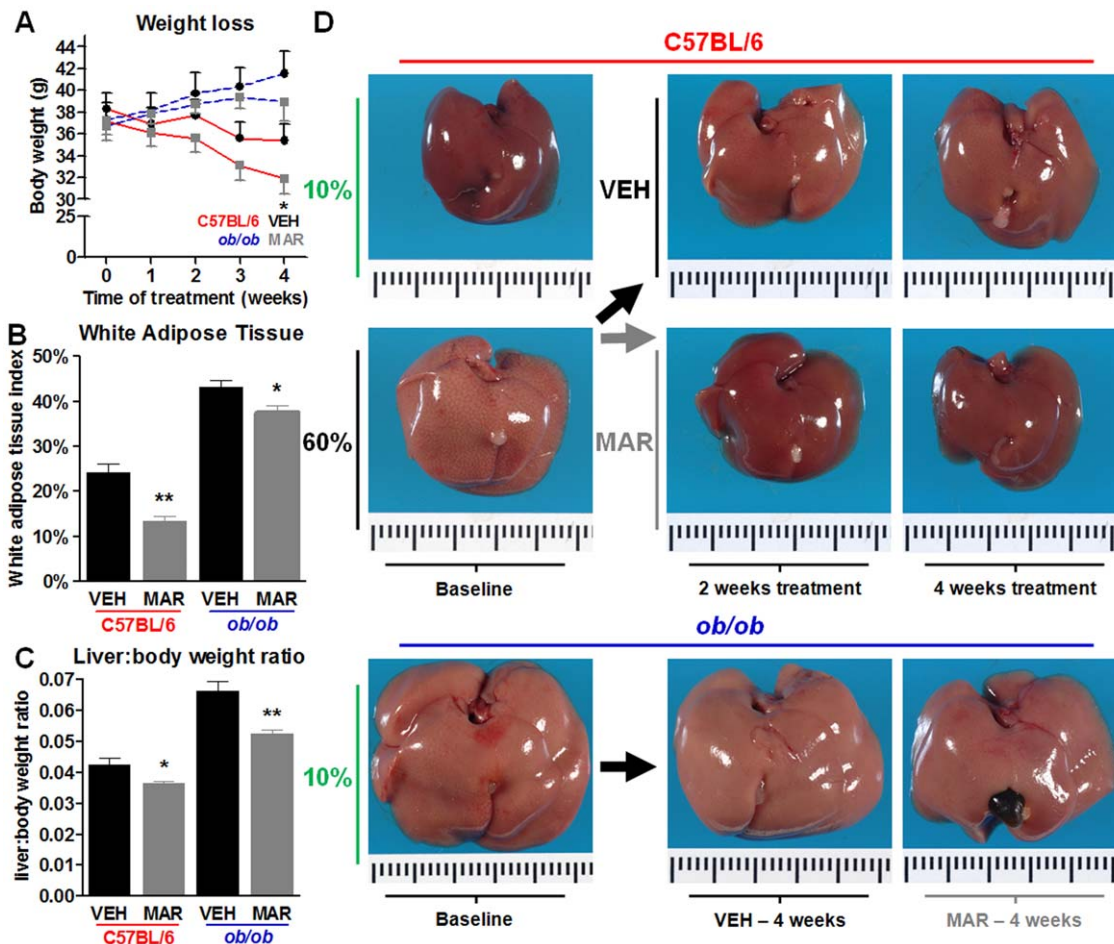 A
Weight loss
Body weight (g)
44
42
40
38
36
34
32
30
25
0
*
C57BL/6 VEH
ob/ob MAR
0 1 2 3 4
Time of treatment (weeks)
B
White Adipose Tissue
White adipose tissue index
50%
40%
30%
20%
10%
0%
**
*
VEH MAR VEH MAR
C57BL/6 ob/ob
C
Liver:body weight ratio
liver:body weight ratio
0.07
0.06
0.05
0.04
0.03
0.02
0.01
0.00
*
**
VEH MAR VEH MAR
C57BL/6 ob/ob
D
C57BL/6
10%
VEH
60%
MAR
Baseline
2 weeks treatment
4 weeks treatment
ob/ob
10%
Baseline
VEH – 4 weeks
MAR – 4 weeks